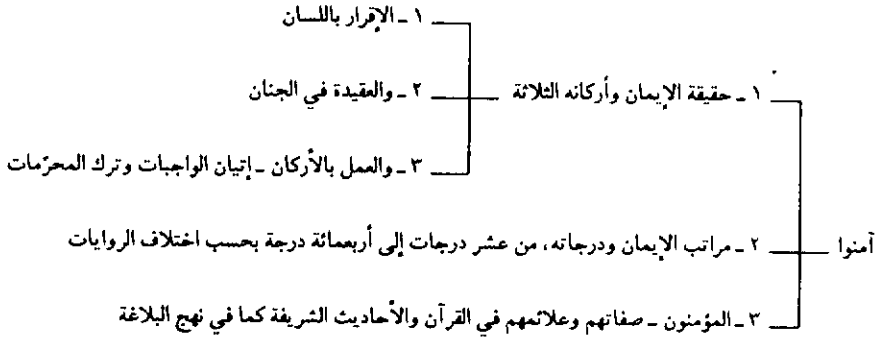 ١ ـ الإقرار باللسان
١ ـ حقيقة الإيمان وأركانه الثلاثة ٢ ـ والعقيدة في الجنان
٣ ـ والعمل بالأركان ـ إتيان الواجبات وترك المحرّمات
آمنوا ٢ ـ مراتب الإيمان ودرجاته، من عشر درجات إلى أربعمائة درجة بحسب اختلاف الروايات
٣ ـ المؤمنون ـ صفاتهم وعلائمهم في القرآن والأحاديث الشريفة كما في نهج البلاغة